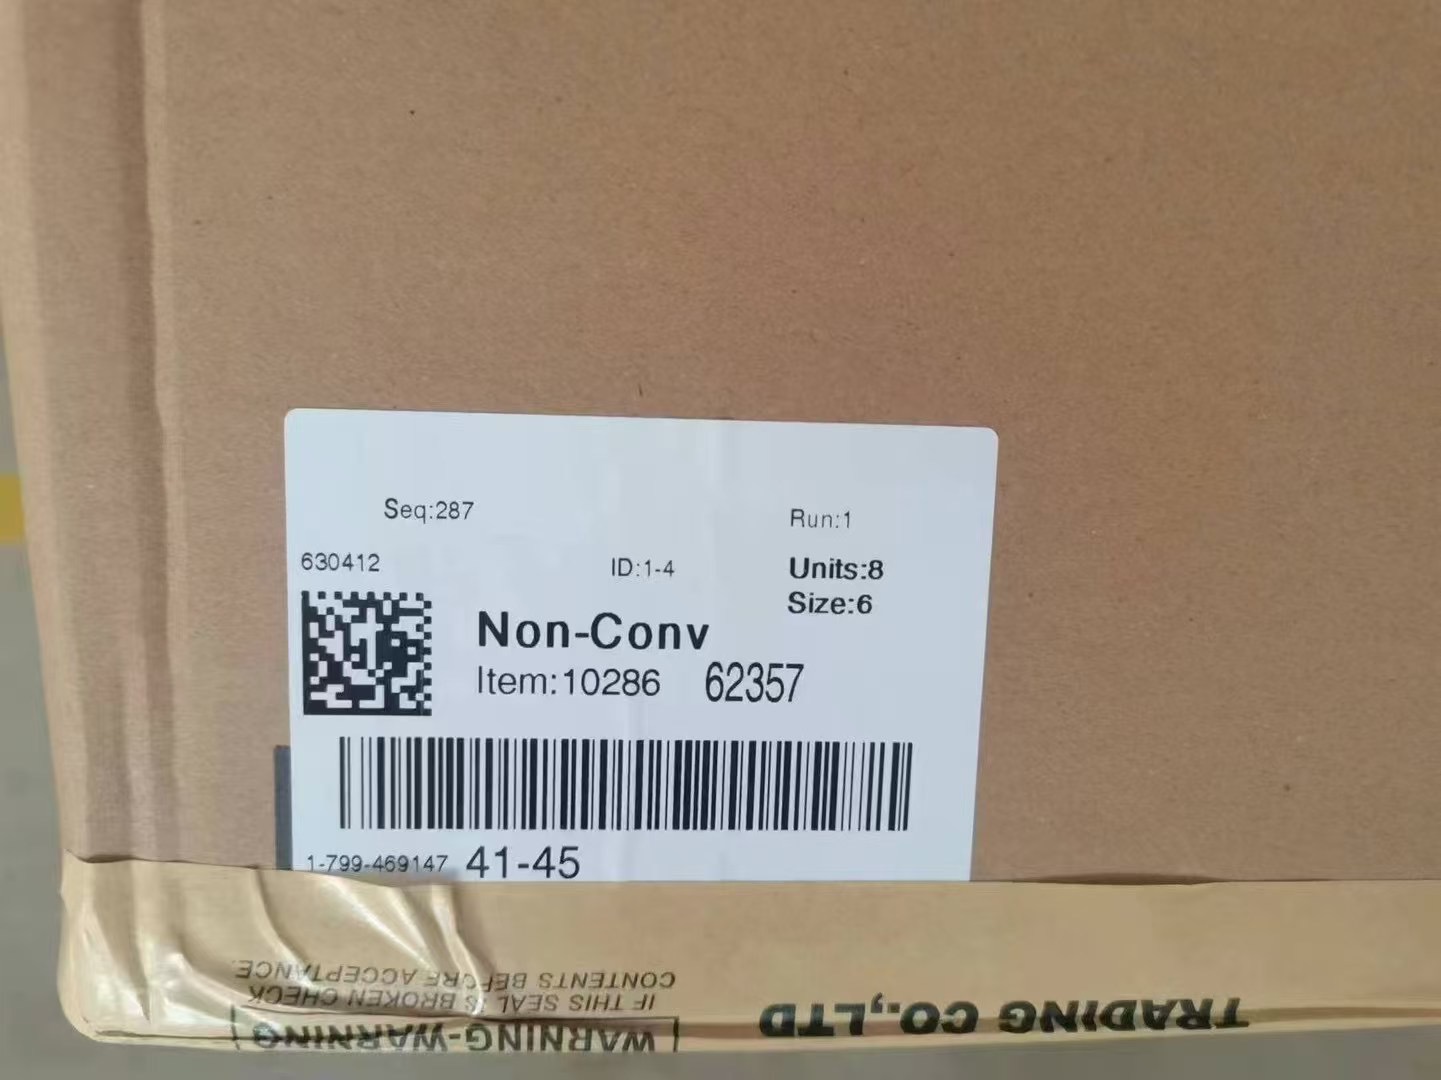 Seq:287
Run:1
630412
ID:1-4
Units:8
Size:6
Non-Conv
Item:10286 62357
1-799-469147 41-45
TRADING CO.,LTD
WARNING-WARNING
IF THIS SEAL IS BROKEN CHECK
CONTENTS BEFORE ACCEPTANCE.